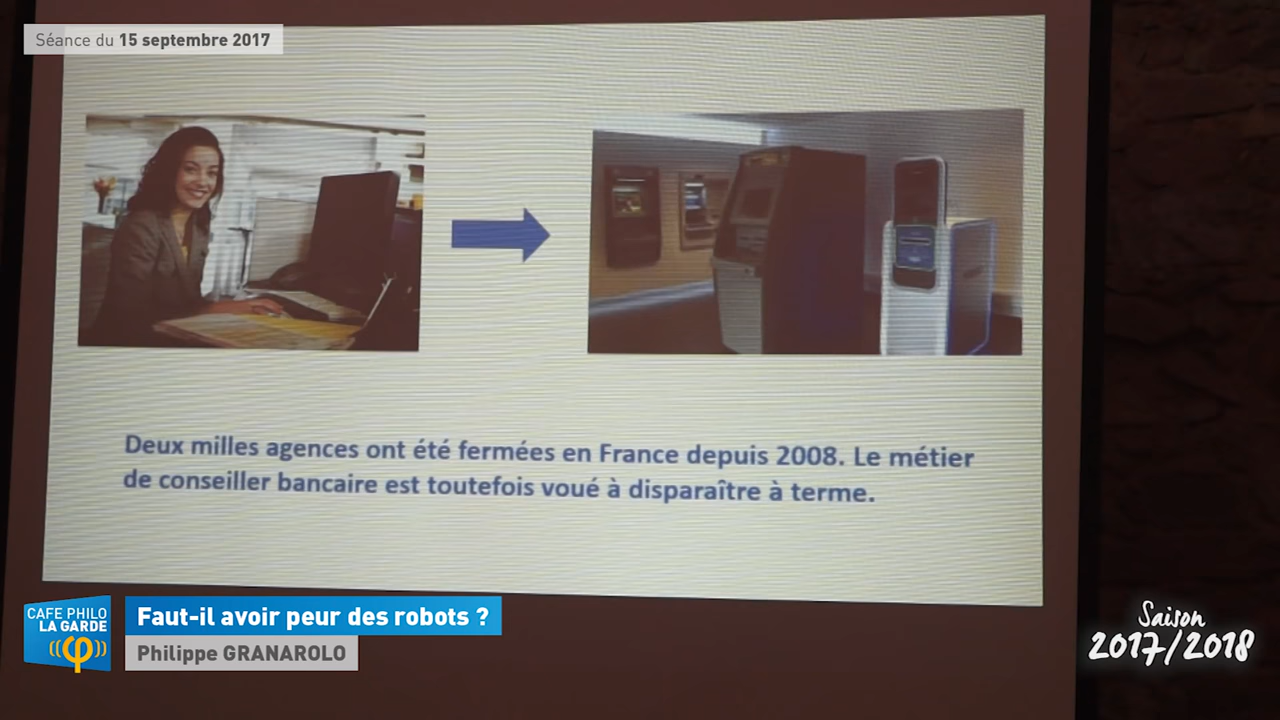 Séance du 15 septembre 2017
Deux milles agences ont été fermées en France depuis 2008. Le métier
de conseiller bancaire est toutefois voué à disparaître à terme.
CAFE PHILO
LA GARDE
Faut-il avoir peur des robots ?
Philippe GRANAROLO
Saison
2017/2018